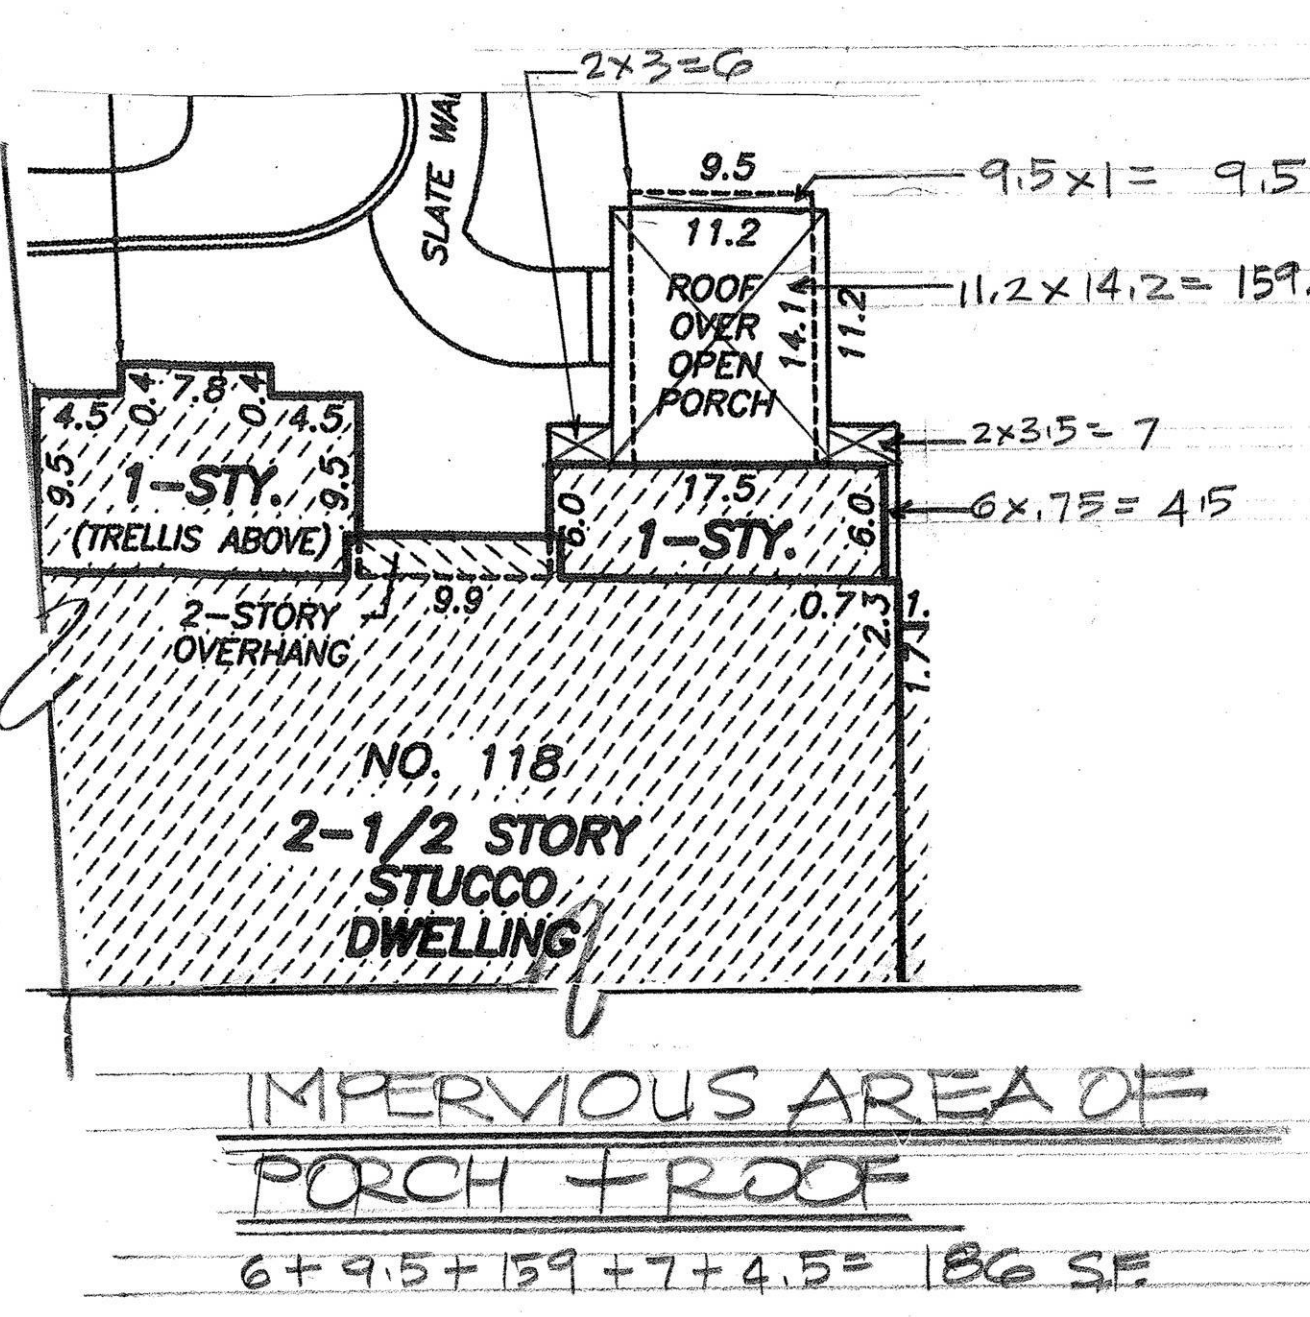 2x3=6
SLATE
9.5
9.5x1= 9.5
11.2
11.2x14.2= 159.
ROOF
OVER
OPEN
PORCH
14.1
11.2
4.5
0.4
7.8
0.4
4.5
2x3.5= 7
9.5
1-STY.
9.5
(TRELLIS ABOVE)
6.0
17.5
6.0
1-STY.
6x.75= 4.5
2-STORY
OVERHANG
9.9
0.7
2.3
1.
1.7
NO. 118
2-1/2 STORY
STUCCO
DWELLING
IMPERVIOUS AREA OF
PORCH + ROOF
6+9.5+159+7+4.5= 186 S.F.